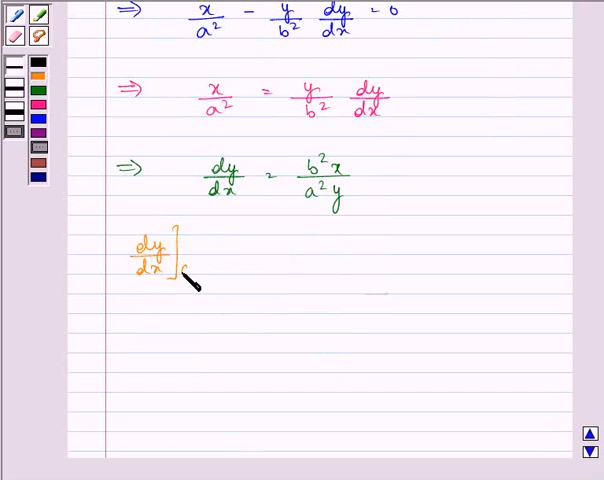 ⇒ x/a² - y/b² dy/dx = 0
⇒ x/a² = y/b² dy/dx
⇒ dy/dx = b²x/a²y
dy/dx ]